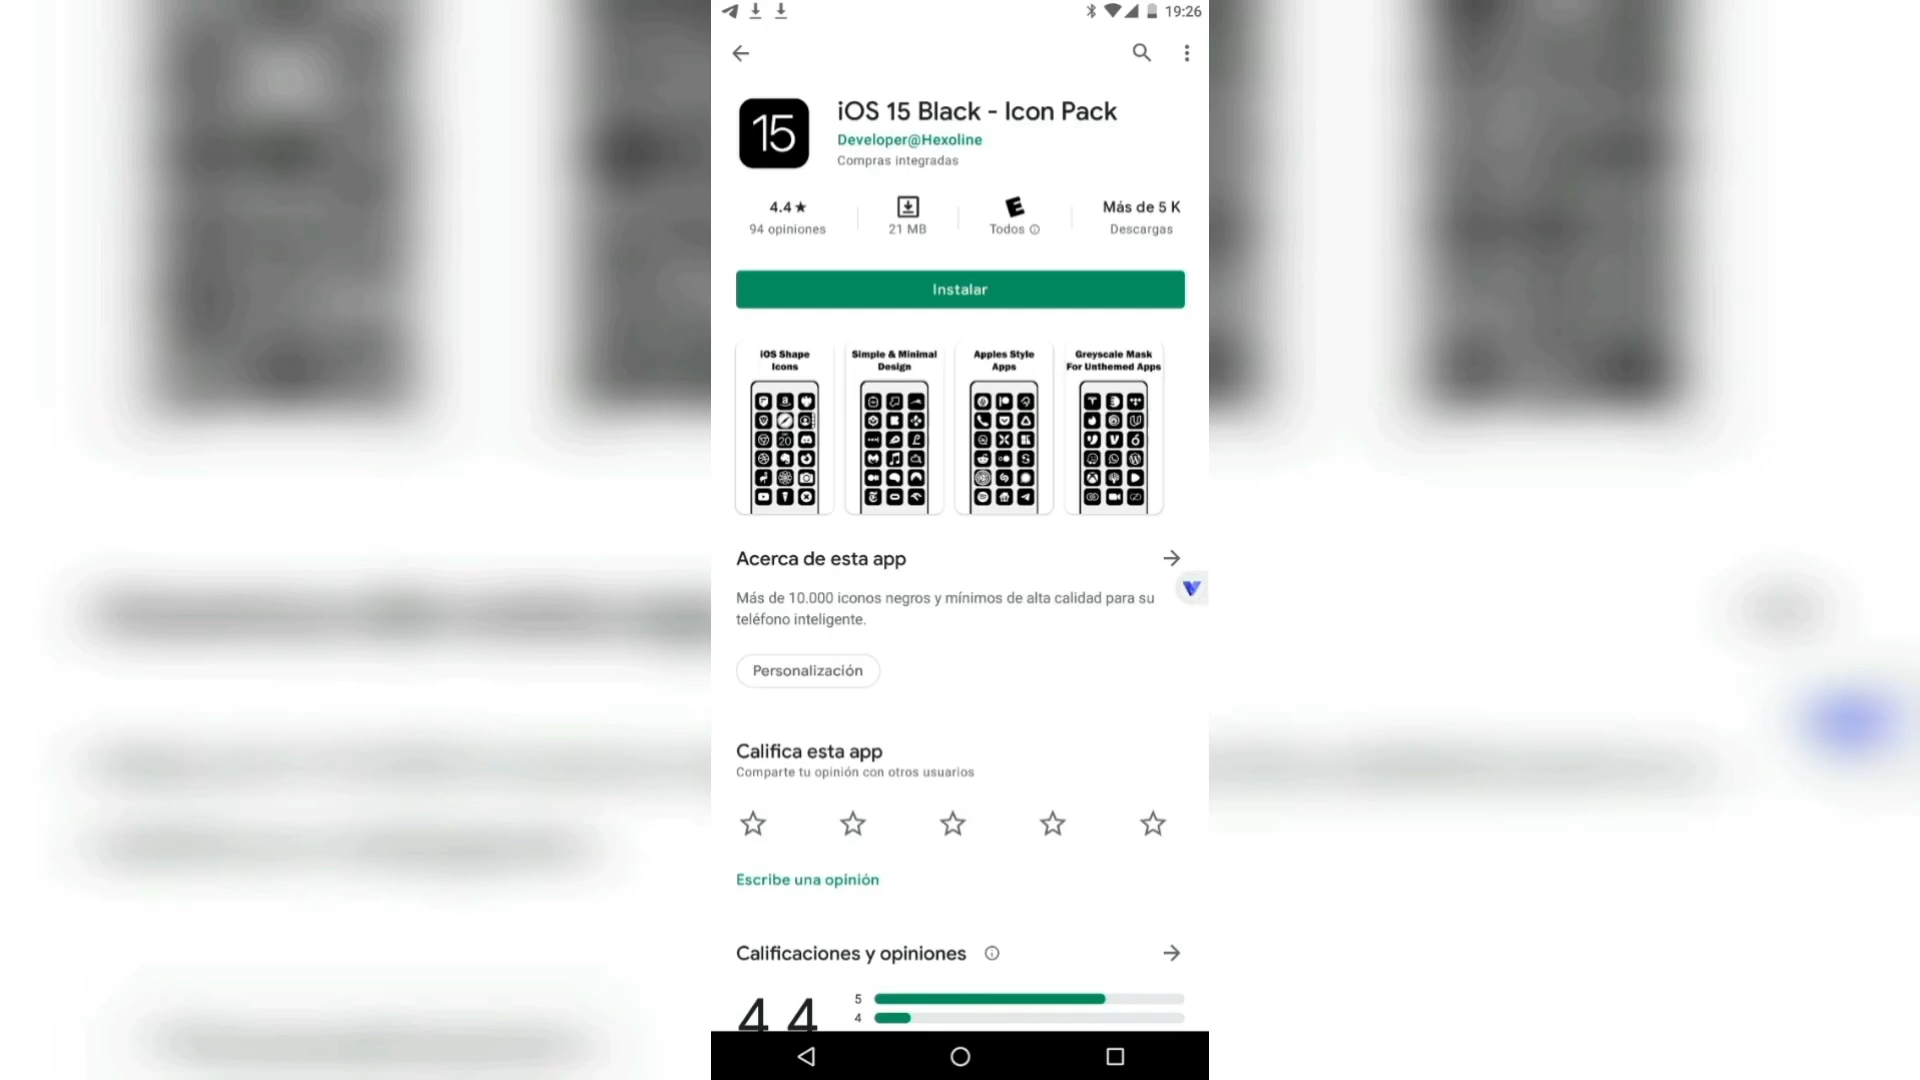 19:26
15
iOS 15 Black - Icon Pack
Developer@Hexoline
Compras integradas
4.4★
94 opiniones
21 MB
Todos
Más de 5 K
Descargas
Instalar
iOS Shape
Icons
Simple & Minimal
Design
Apples Style
Apps
Greyscale Mask
For Unthemed Apps
Acerca de esta app
Más de 10.000 iconos negros y mínimos de alta calidad para su
teléfono inteligente.
Personalización
Califica esta app
Comparte tu opinión con otros usuarios
Escribe una opinión
Calificaciones y opiniones
4 4
5
4